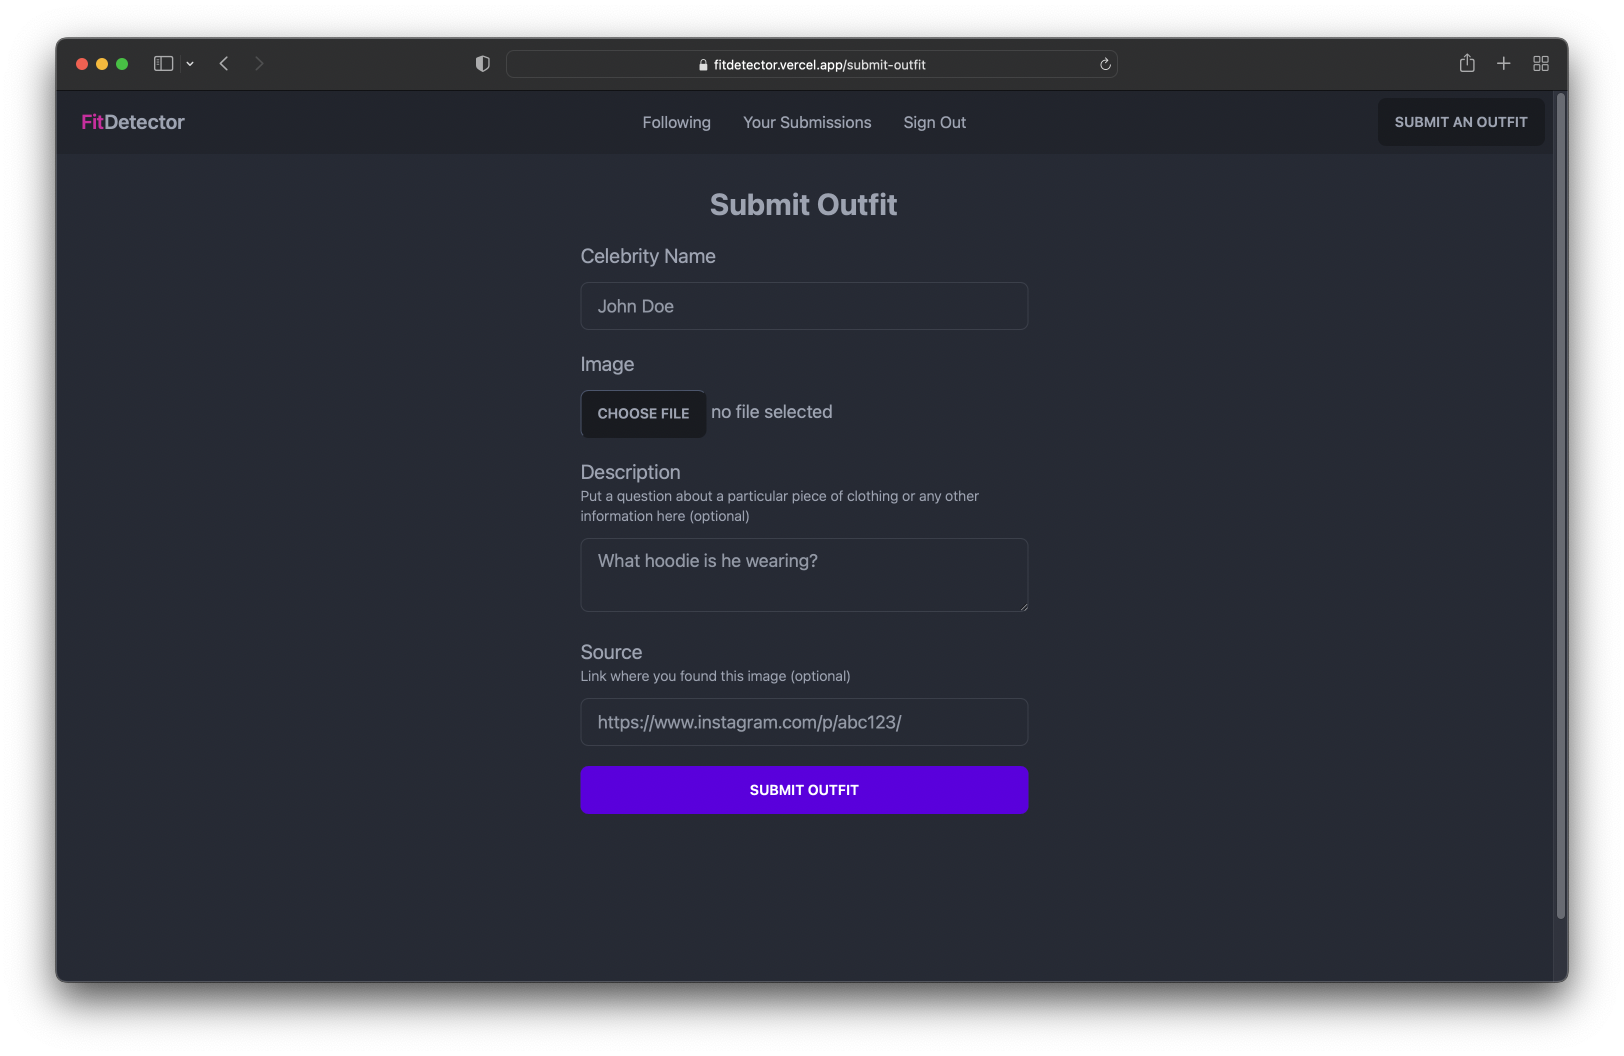 fitdetector.vercel.app/submit-outfit
FitDetector
Following
Your Submissions
Sign Out
SUBMIT AN OUTFIT
Submit Outfit
Celebrity Name
John Doe
Image
CHOOSE FILE no file selected
Description
Put a question about a particular piece of clothing or any other
information here (optional)
What hoodie is he wearing?
Source
Link where you found this image (optional)
https://www.instagram.com/p/abc123/
SUBMIT OUTFIT